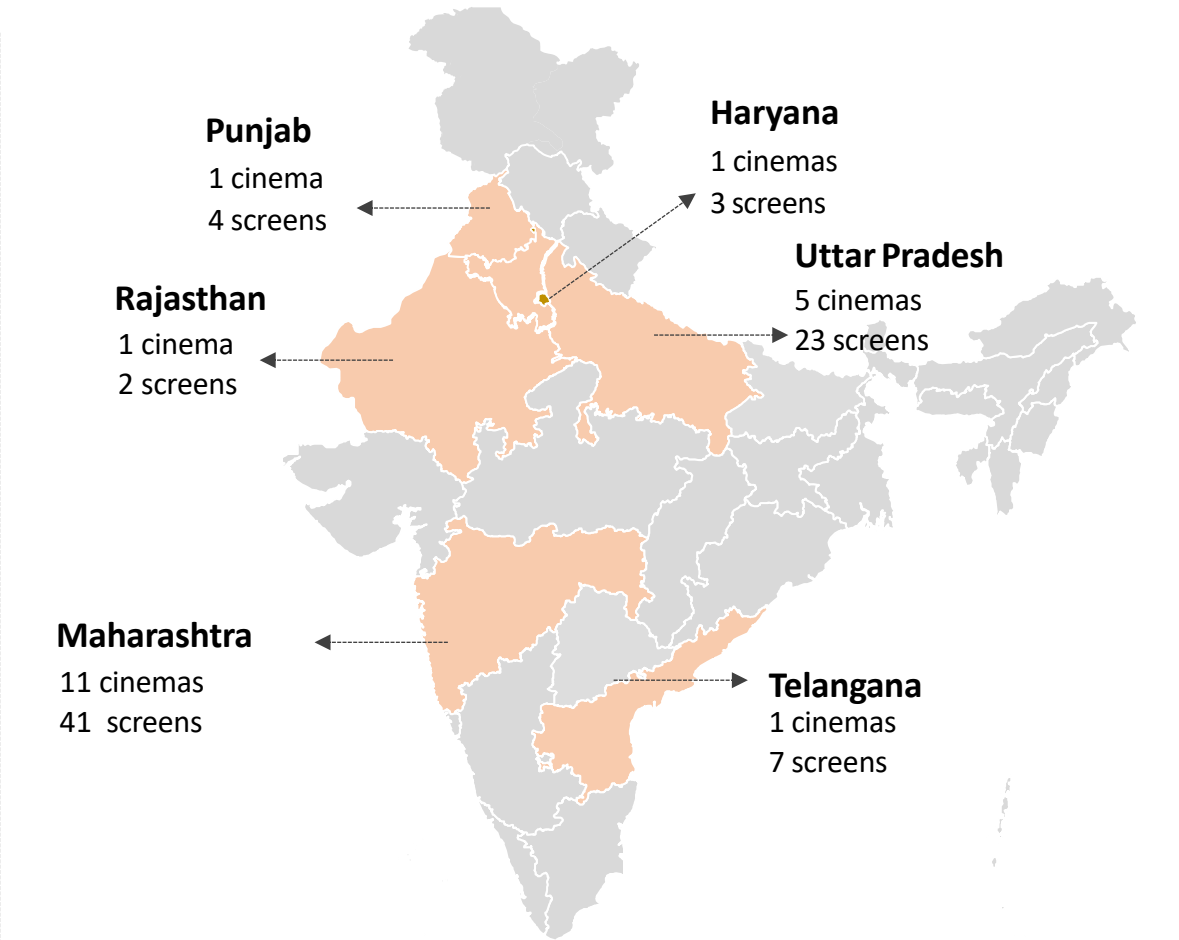 Punjab
1 cinema
4 screens
Haryana
1 cinemas
3 screens
Uttar Pradesh
5 cinemas
23 screens
Rajasthan
1 cinema
2 screens
Maharashtra
11 cinemas
41 screens
Telangana
1 cinemas
7 screens